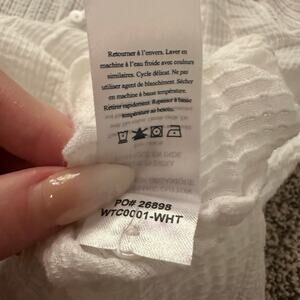 Retourner à l'envers. Laver en
machine à l'eau froide avec couleurs
similaires. Cycle délicat. Ne pas
utiliser agent de blanchiment. Sécher
en machine à basse température.
Retirer rapidement. Repasser à basse
température au besoin.
PO# 26898
WTC0001-WHT